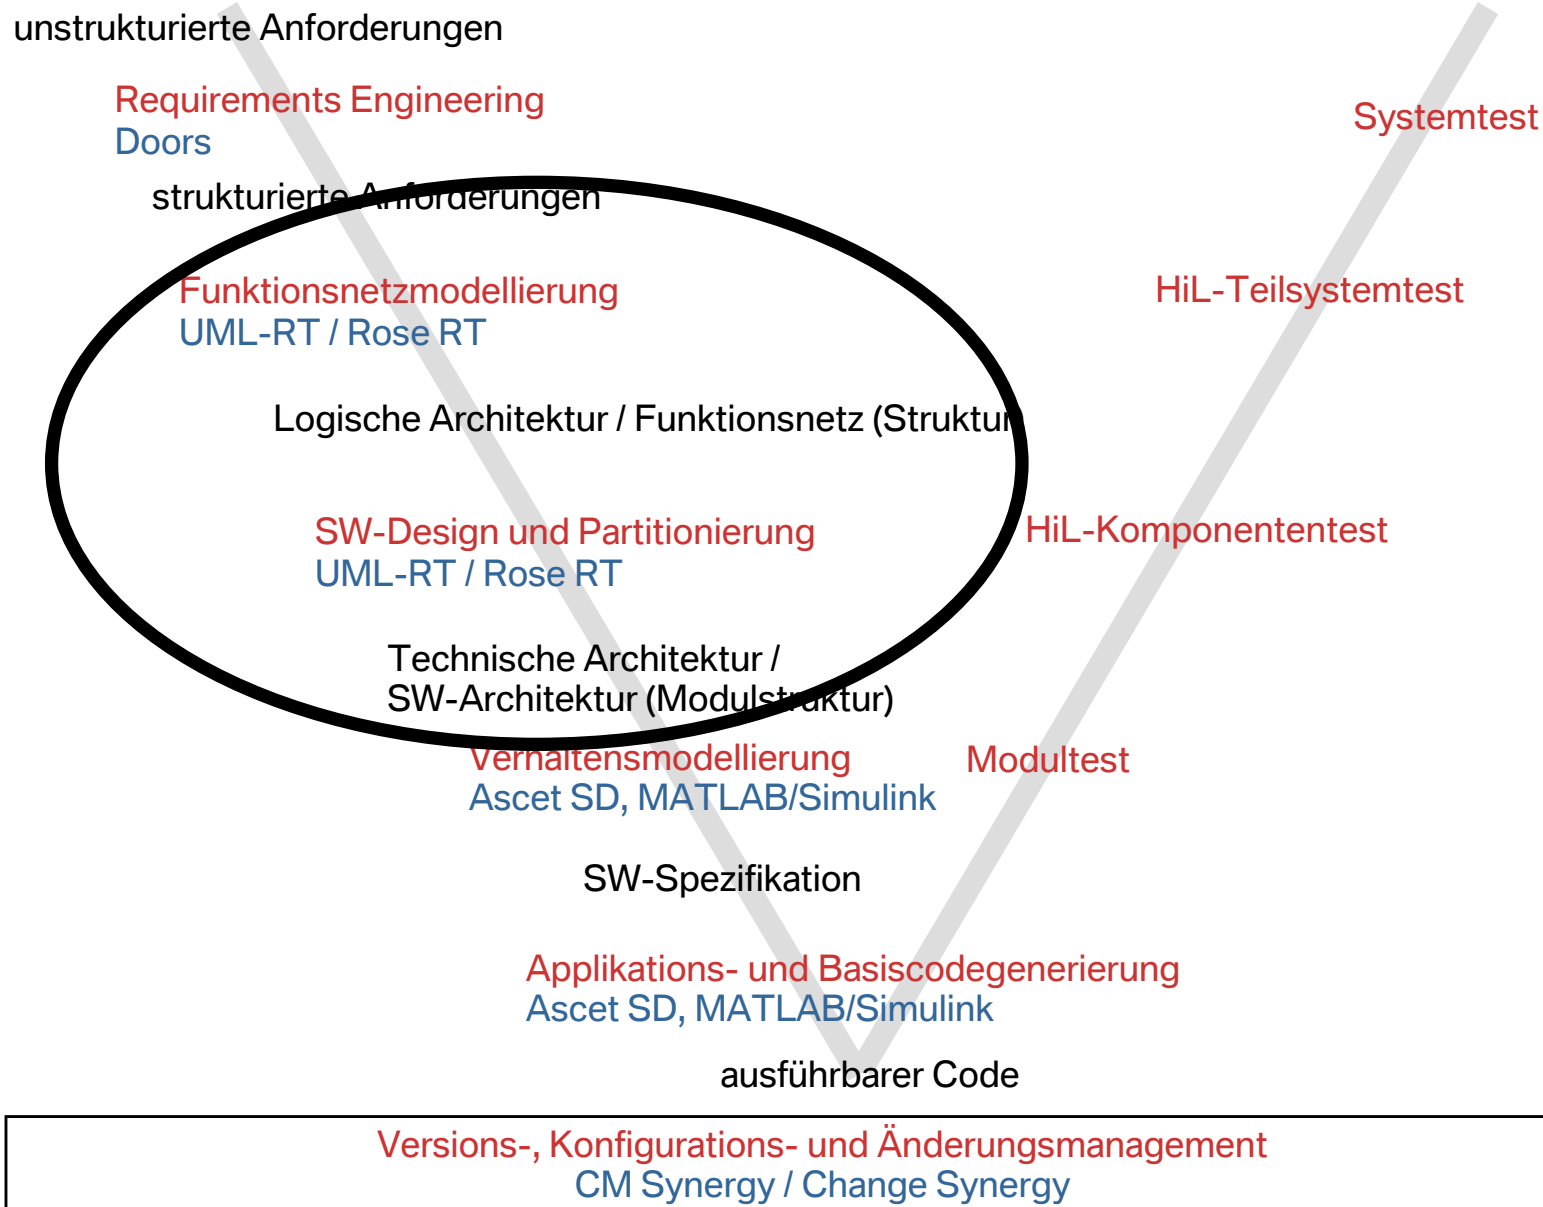 unstrukturierte Anforderungen
Requirements Engineering
Doors
Systemtest
strukturierte Anforderungen
Funktionsnetzmodellierung
UML-RT / Rose RT
HiL-Teilsystemtest
Logische Architektur / Funktionsnetz (Struktur)
SW-Design und Partitionierung
UML-RT / Rose RT
HiL-Komponententest
Technische Architektur /
SW-Architektur (Modulstruktur)
Verhaltensmodellierung
Ascet SD, MATLAB/Simulink
Modultest
SW-Spezifikation
Applikations- und Basiscodegenerierung
Ascet SD, MATLAB/Simulink
ausführbarer Code
Versions-, Konfigurations- und Änderungsmanagement
CM Synergy / Change Synergy